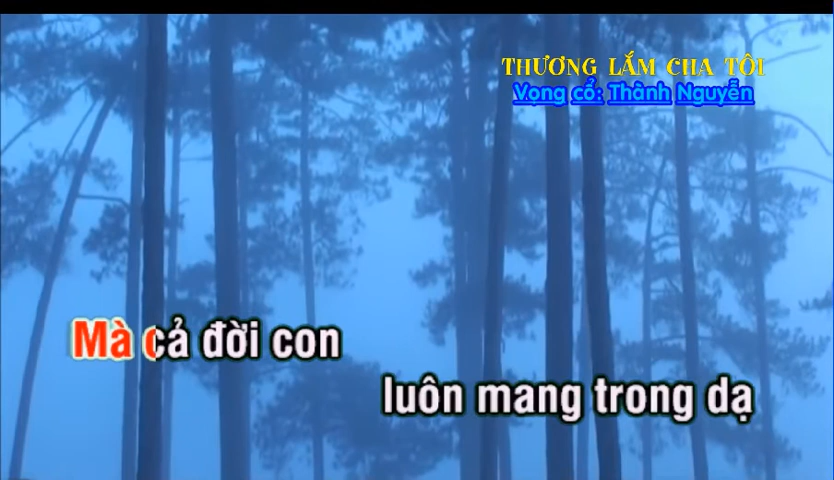 THƯƠNG LẮM CHA TÔI
Vọng cổ: Thành Nguyễn
Mà cả đời con
luôn mang trong dạ